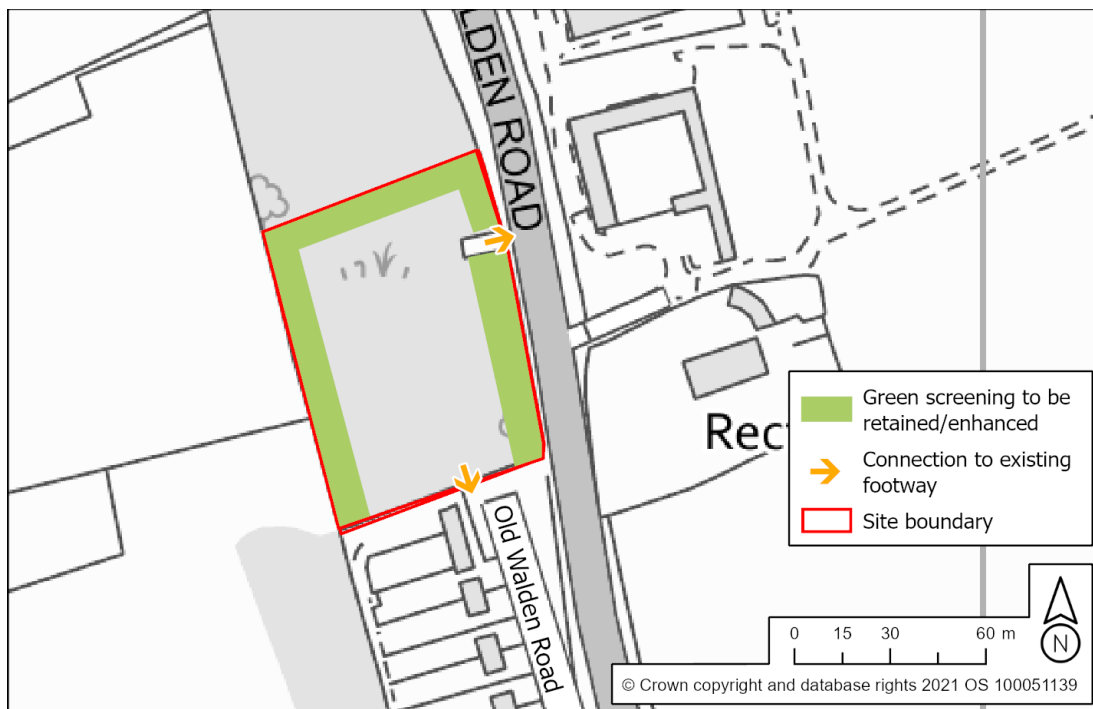 LDEN ROAD
Rect
Old Walden Road
Green screening to be
retained/enhanced
Connection to existing
footway
Site boundary
0 15 30 60 m
N
© Crown copyright and database rights 2021 OS 100051139